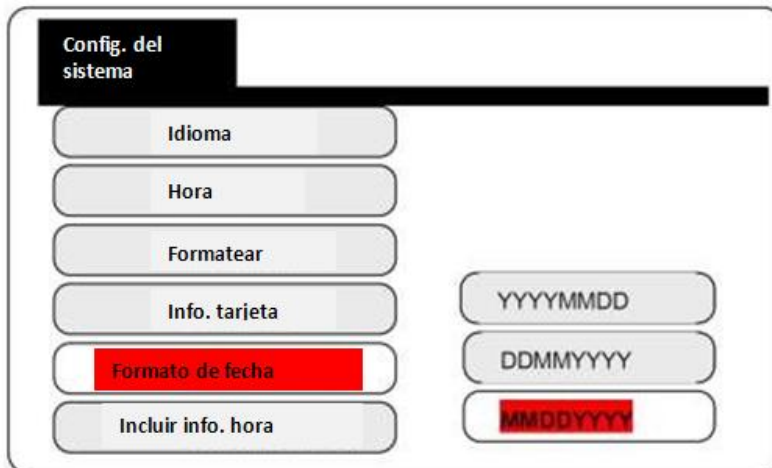 Config. del
sistema
Idioma
Hora
Formatear
Info. tarjeta
Formato de fecha
Incluir info. hora
YYYYMMDD
DDMMYYYY
MMDDYYYY